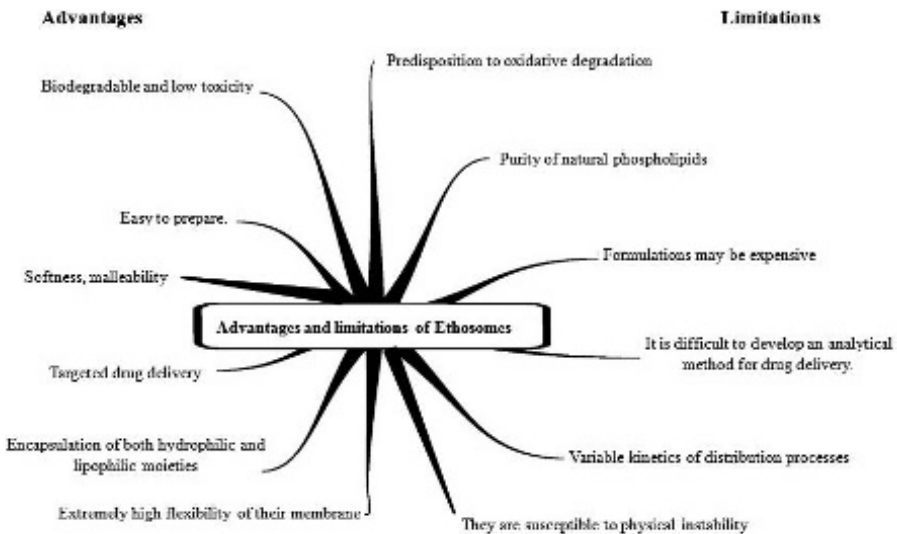 Advantages
Limitations
Predisposition to oxidative degradation
Biodegradable and low toxicity
Purity of natural phospholipids
Easy to prepare.
Formulations may be expensive
Softness, malleability
Advantages and limitations of Ethosomes
It is difficult to develop an analytical
method for drug delivery.
Targeted drug delivery
Encapsulation of both hydrophilic and
lipophilic moieties
Variable kinetics of distribution processes
Extremely high flexibility of their membrane
They are susceptible to physical instability